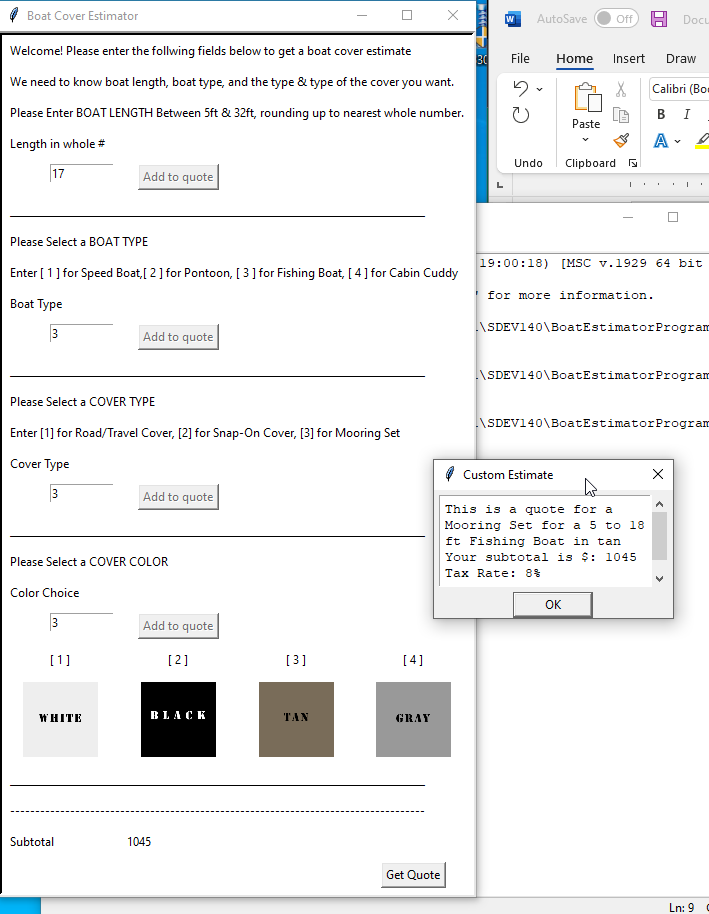 Boat Cover Estimator
Welcome! Please enter the follwing fields below to get a boat cover estimate
We need to know boat length, boat type, and the type & type of the cover you want.
Please Enter BOAT LENGTH Between 5ft & 32ft, rounding up to nearest whole number.
Length in whole #
17
Add to quote
Please Select a BOAT TYPE
Enter [ 1 ] for Speed Boat,[ 2 ] for Pontoon, [ 3 ] for Fishing Boat, [ 4 ] for Cabin Cuddy
Boat Type
3
Add to quote
Please Select a COVER TYPE
Enter [1] for Road/Travel Cover, [2] for Snap-On Cover, [3] for Mooring Set
Cover Type
3
Add to quote
Please Select a COVER COLOR
Color Choice
3
Add to quote
[ 1 ] [ 2 ] [ 3 ] [ 4 ]
WHITE BLACK TAN GRAY
--------------------------------------------------------------------------------
Subtotal 1045
Get Quote
AutoSave Off Docu
File Home Insert Draw
Calibri (Bo
Paste
B I
A
Undo Clipboard
19:00:18) [MSC v.1929 64 bit
" for more information.
\SDEV140\BoatEstimatorProgram
\SDEV140\BoatEstimatorProgram
\SDEV140\BoatEstimatorProgram
Custom Estimate
This is a quote for a
Mooring Set for a 5 to 18
ft Fishing Boat in tan
Your subtotal is $: 1045
Tax Rate: 8%
OK
Ln: 9